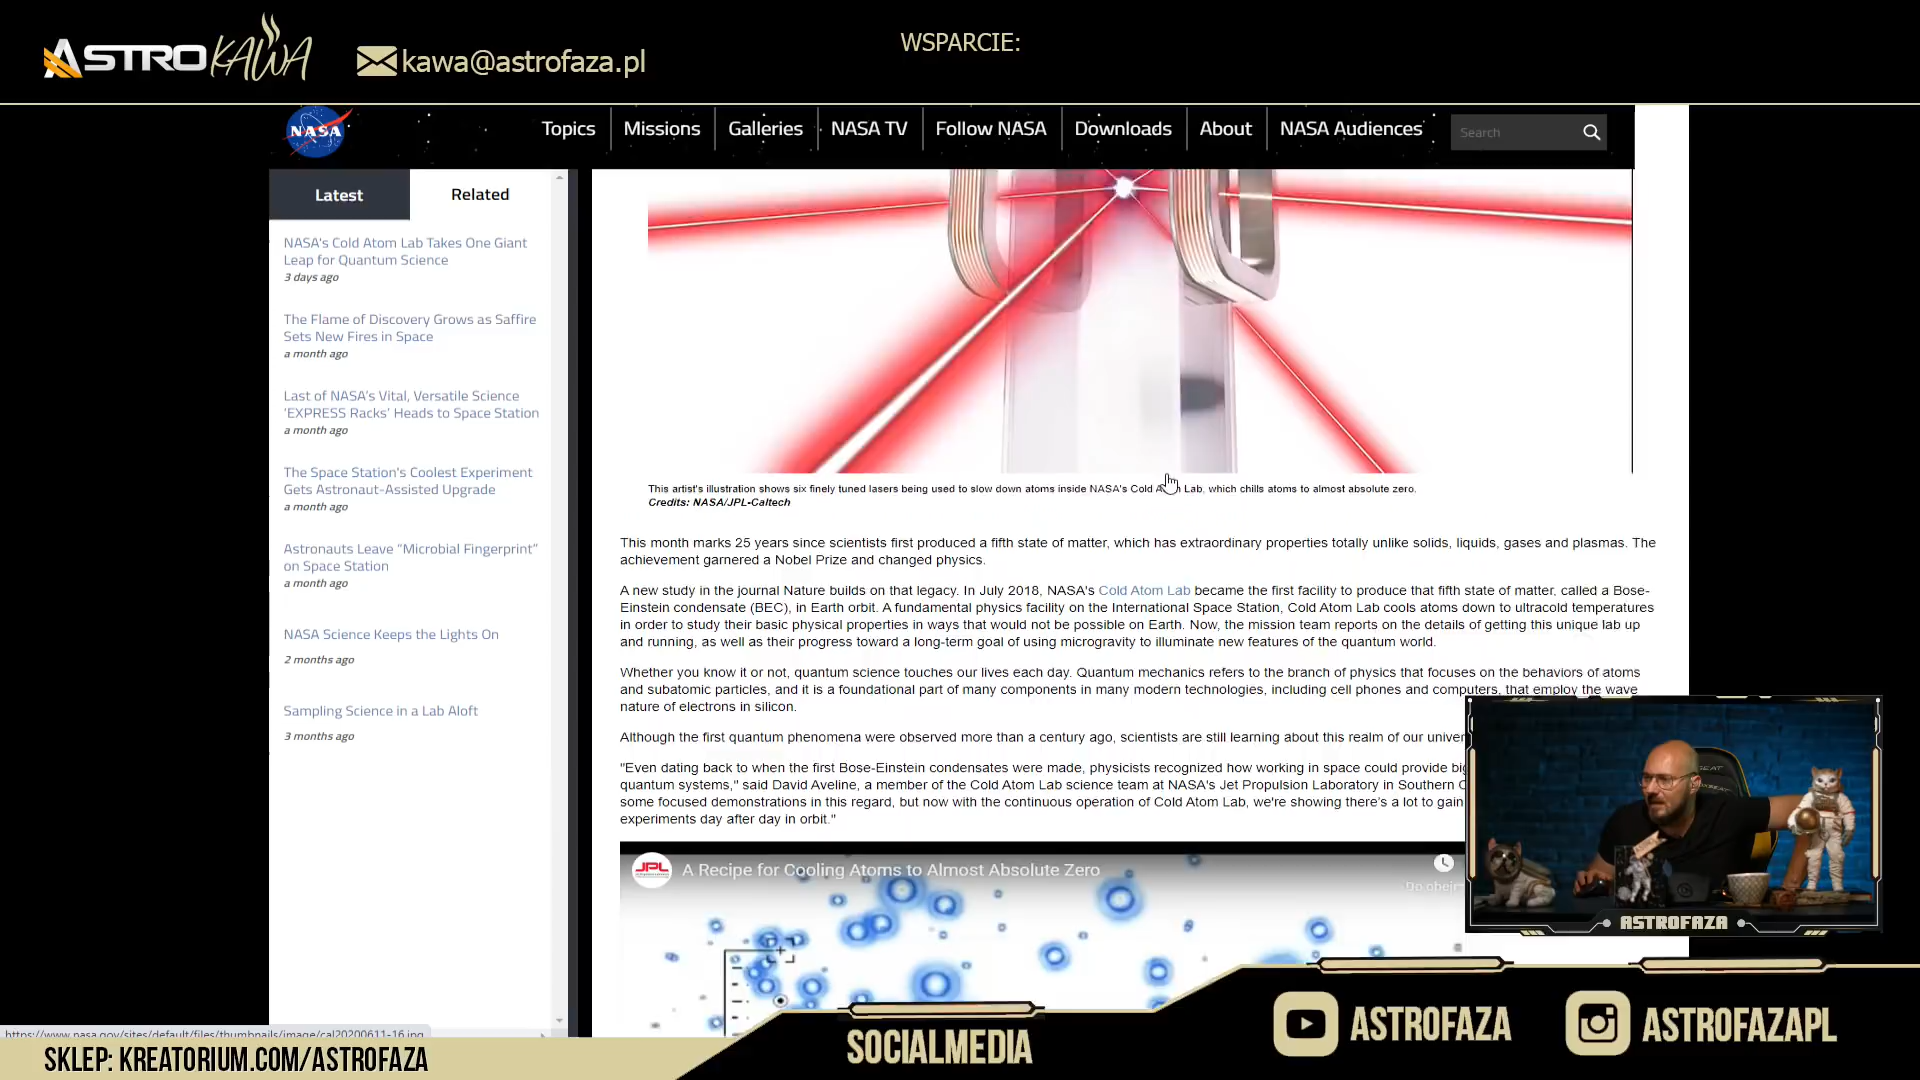 ASTROKAWA
kawa@astrofaza.pl
WSPARCIE:
NASA
Topics
Missions
Galleries
NASA TV
Follow NASA
Downloads
About
NASA Audiences
Search
Latest
Related
NASA's Cold Atom Lab Takes One Giant
Leap for Quantum Science
3 days ago
The Flame of Discovery Grows as Saffire
Sets New Fires in Space
a month ago
Last of NASA's Vital, Versatile Science
'EXPRESS Racks' Heads to Space Station
a month ago
The Space Station's Coolest Experiment
Gets Astronaut-Assisted Upgrade
a month ago
Astronauts Leave "Microbial Fingerprint"
on Space Station
a month ago
NASA Science Keeps the Lights On
2 months ago
Sampling Science in a Lab Aloft
3 months ago
This artist's illustration shows six finely tuned lasers being used to slow down atoms inside NASA's Cold Lab, which chills atoms to almost absolute zero.
Credits: NASA/JPL-Caltech
This month marks 25 years since scientists first produced a fifth state of matter, which has extraordinary properties totally unlike solids, liquids, gases and plasmas. The
achievement garnered a Nobel Prize and changed physics.
A new study in the journal Nature builds on that legacy. In July 2018, NASA's Cold Atom Lab became the first facility to produce that fifth state of matter, called a Bose-
Einstein condensate (BEC), in Earth orbit. A fundamental physics facility on the International Space Station, Cold Atom Lab cools atoms down to ultracold temperatures
in order to study their basic physical properties in ways that would not be possible on Earth. Now, the mission team reports on the details of getting this unique lab up
and running, as well as their progress toward a long-term goal of using microgravity to illuminate new features of the quantum world.
Whether you know it or not, quantum science touches our lives each day. Quantum mechanics refers to the branch of physics that focuses on the behaviors of atoms
and subatomic particles, and it is a foundational part of many components in many modern technologies, including cell phones and computers, that employ the wave
nature of electrons in silicon.
Although the first quantum phenomena were observed more than a century ago, scientists are still learning about this realm of our univer
"Even dating back to when the first Bose-Einstein condensates were made, physicists recognized how working in space could provide big
quantum systems," said David Aveline, a member of the Cold Atom Lab science team at NASA's Jet Propulsion Laboratory in Southern C
some focused demonstrations in this regard, but now with the continuous operation of Cold Atom Lab, we're showing there's a lot to gain
experiments day after day in orbit."
JPL
A Recipe for Cooling Atoms to Almost Absolute Zero
Do obejr
ASTROFAZA
https://www.nasa.gov/sites/default/files/thumbnails/image/cal20200611-16.jpg
SKLEP: KREATORIUM.COM/ASTROFAZA
SOCIALMEDIA
ASTROFAZA
ASTROFAZAPL